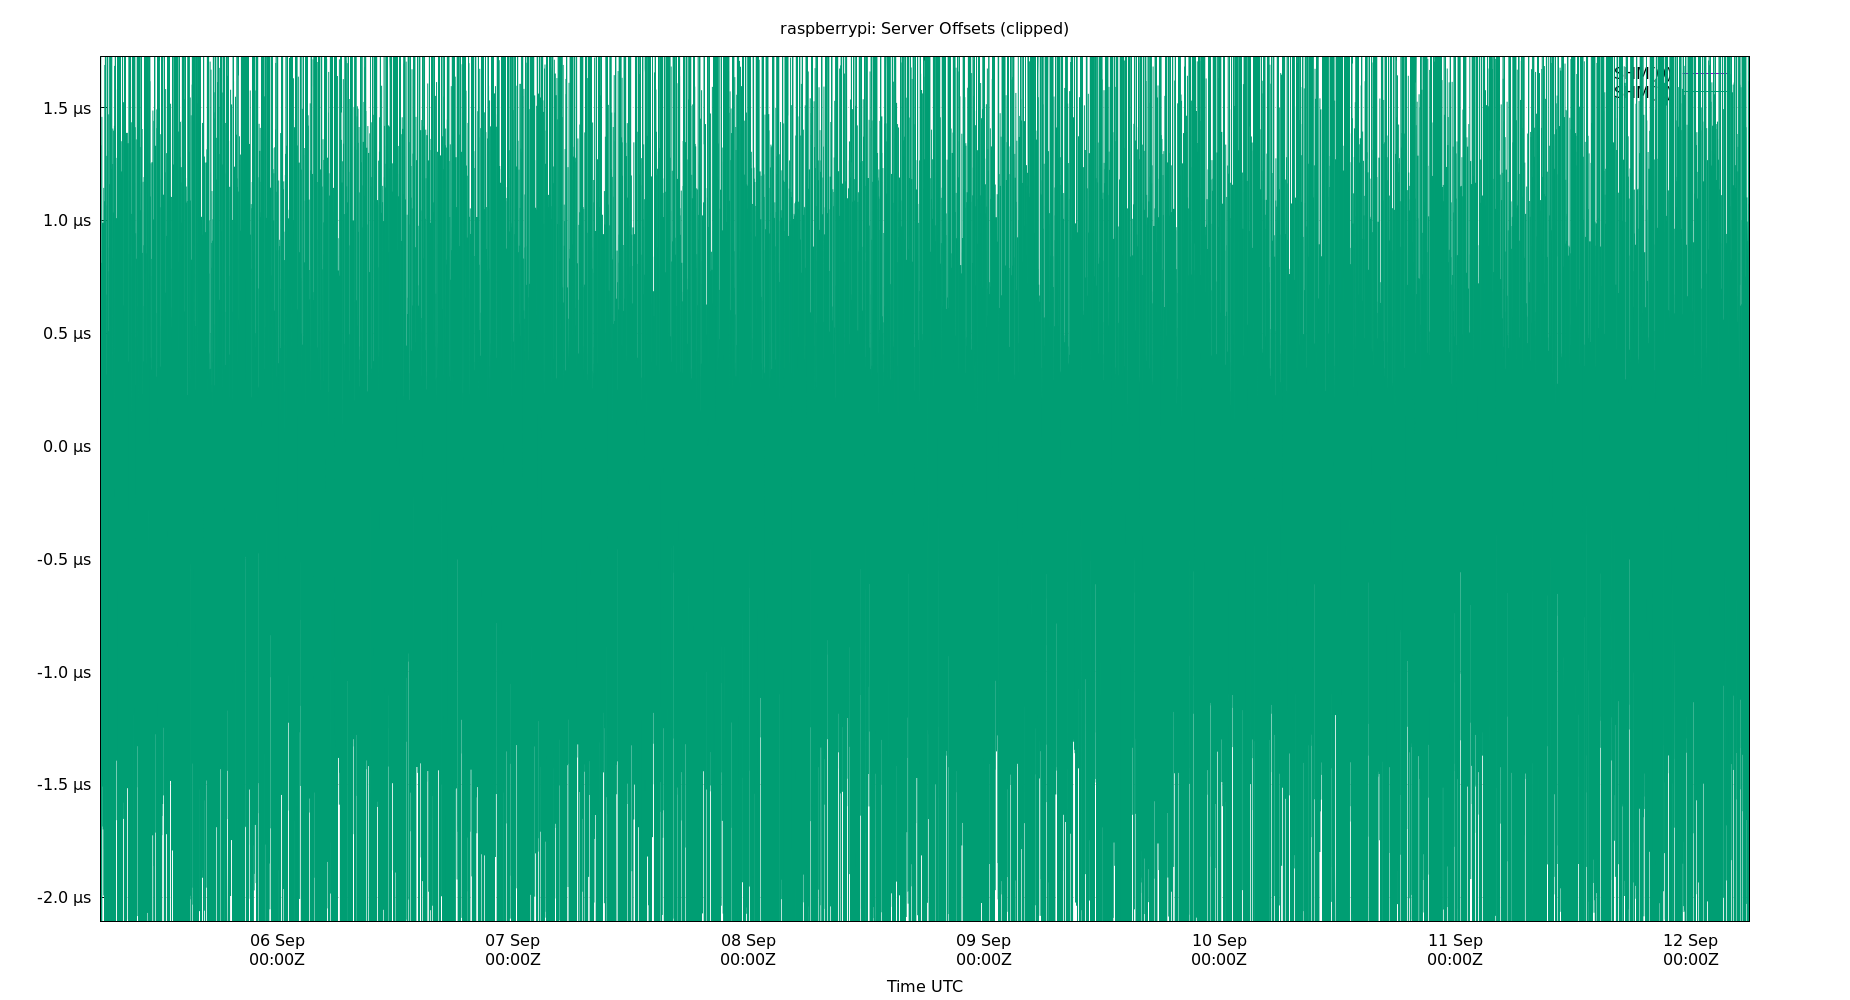 raspberrypi: Server Offsets (clipped)
1.5 µs
1.0 µs
0.5 µs
0.0 µs
-0.5 µs
-1.0 µs
-1.5 µs
-2.0 µs
06 Sep
00:00Z
07 Sep
00:00Z
08 Sep
00:00Z
09 Sep
00:00Z
10 Sep
00:00Z
11 Sep
00:00Z
12 Sep
00:00Z
Time UTC